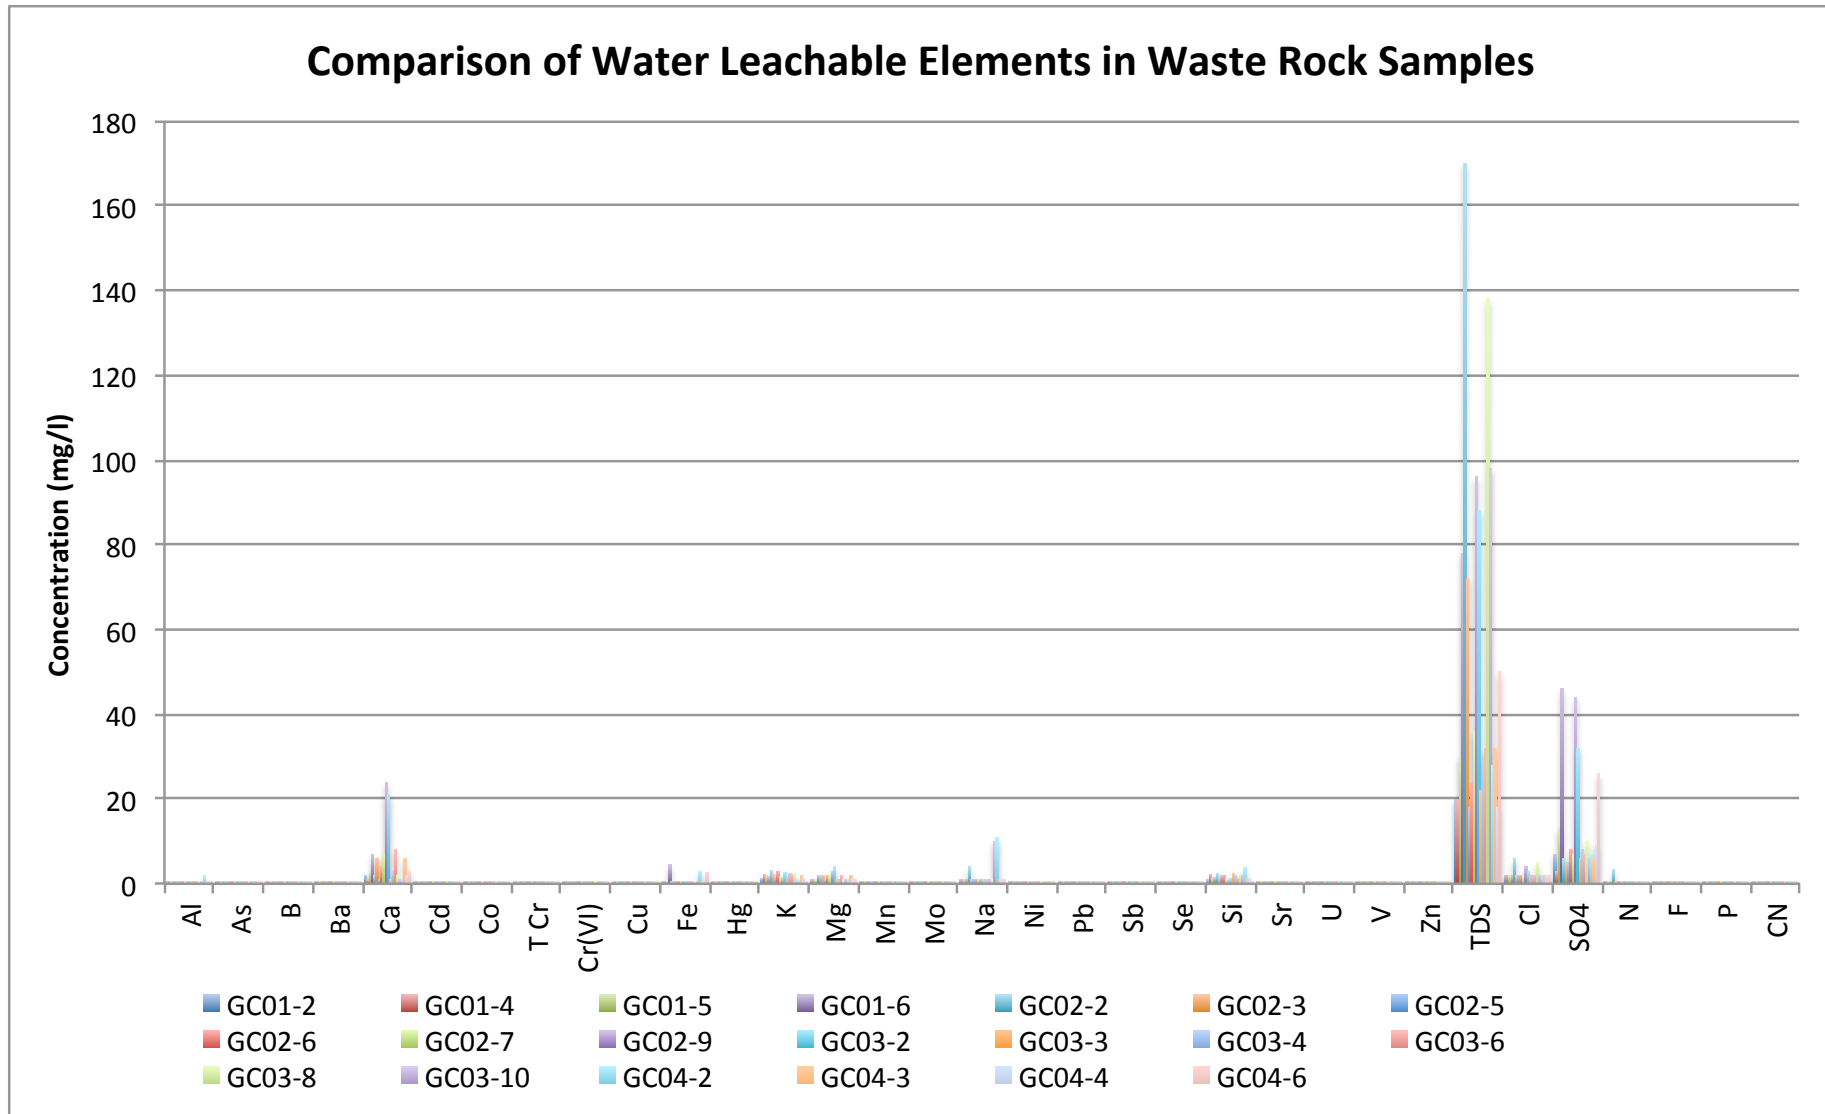 Comparison of Water Leachable Elements in Waste Rock Samples
180
160
140
120
100
80
60
40
20
0
Concentration (mg/l)
Al
As
B
Ba
Ca
Cd
Co
T Cr
Cr(VI)
Cu
Fe
Hg
K
Mg
Mn
Mo
Na
Ni
Pb
Sb
Se
Si
Sr
U
V
Zn
TDS
Cl
SO4
N
F
P
CN
GC01-2 GC01-4 GC01-5 GC01-6 GC02-2 GC02-3 GC02-5
GC02-6 GC02-7 GC02-9 GC03-2 GC03-3 GC03-4 GC03-6
GC03-8 GC03-10 GC04-2 GC04-3 GC04-4 GC04-6